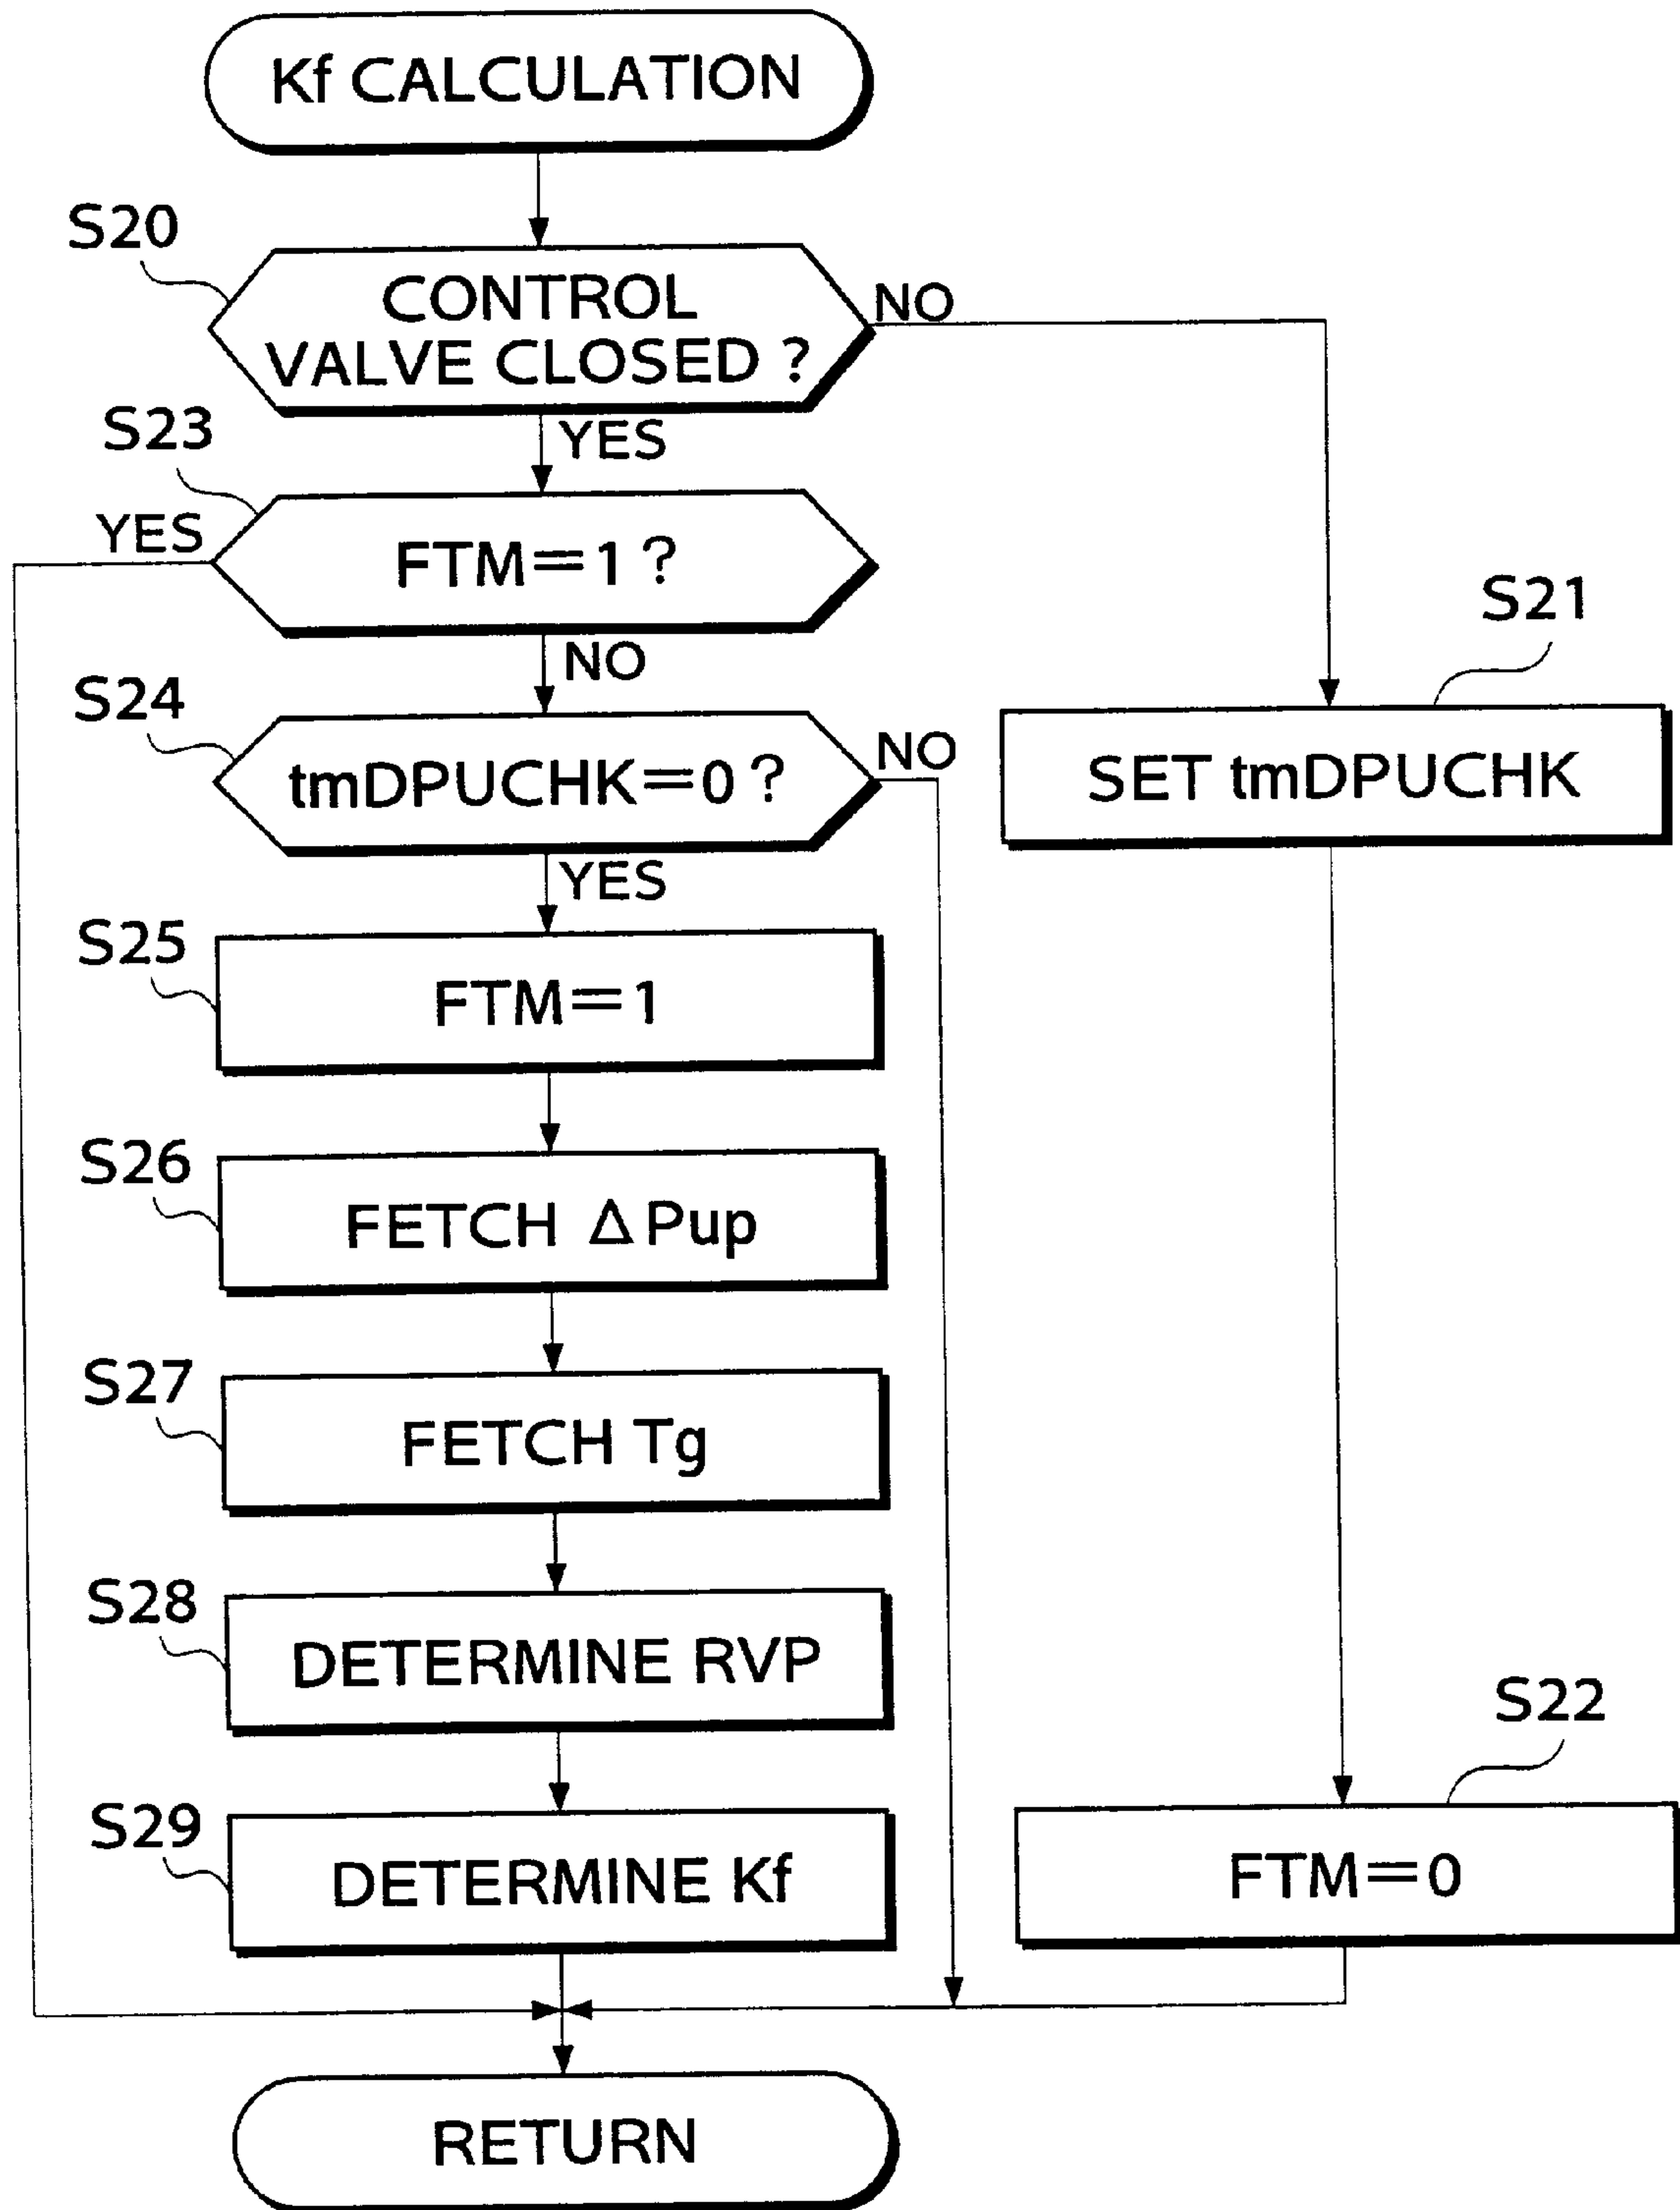 Kf CALCULATION
S20
CONTROL
VALVE CLOSED ?
NO
YES
S23
YES
FTM=1 ?
NO
S21
SET tmDPUCHK
S24
tmDPUCHK=0 ?
NO
YES
S25
FTM=1
S26
FETCH Δ Pup
S27
FETCH Tg
S28
DETERMINE RVP
S22
FTM=0
S29
DETERMINE Kf
RETURN